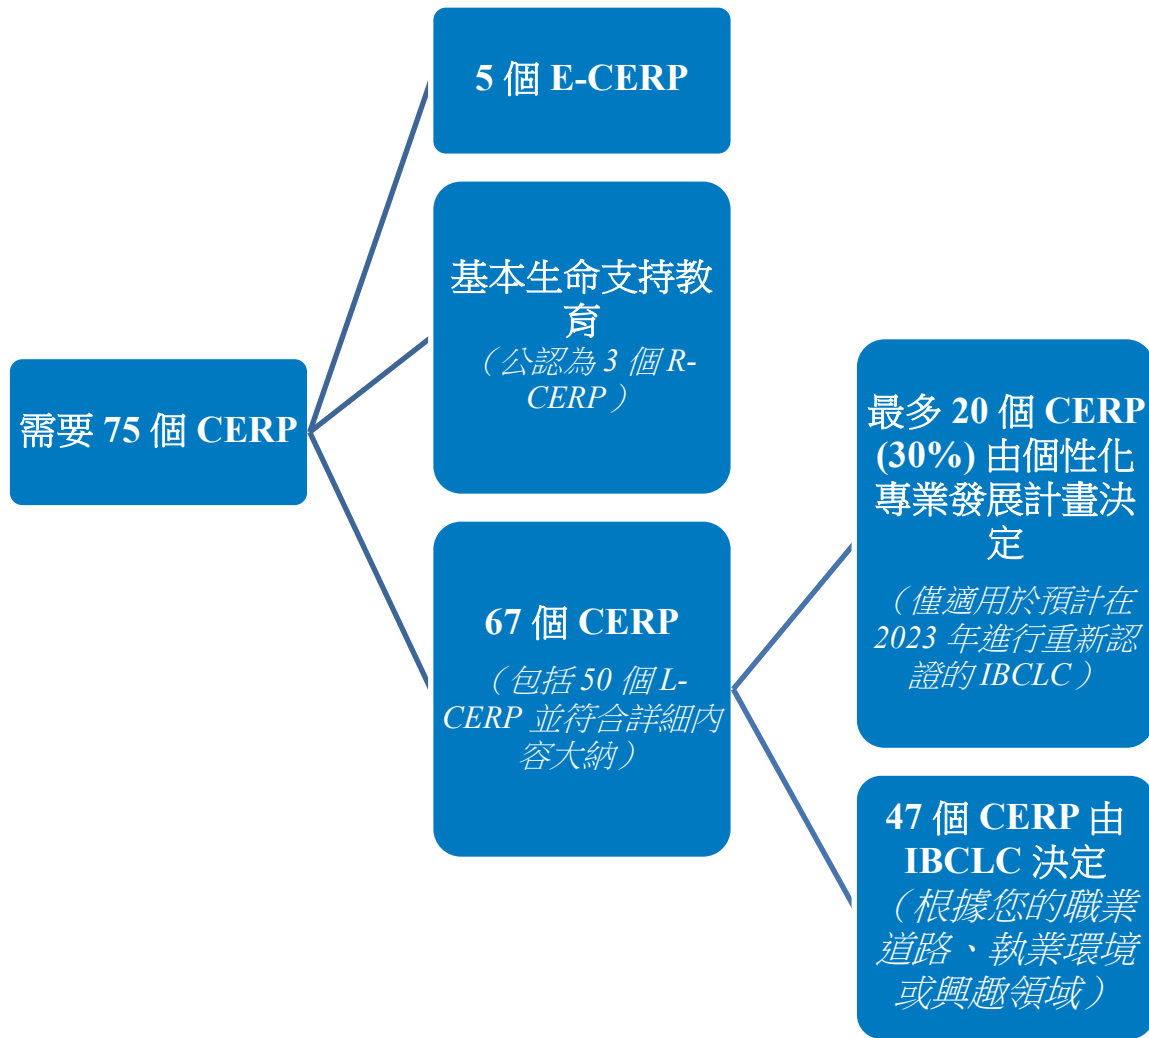 5 個 E-CERP
基本生命支持教
育
（公認為 3 個 R-
CERP）
需要 75 個 CERP
67 個 CERP
（包括 50 個 L-
CERP 並符合詳細內
容大納）
最多 20 個 CERP
(30%) 由個性化
專業發展計畫決
定
（僅適用於預計在
2023 年進行重新認
證的 IBCLC）
47 個 CERP 由
IBCLC 決定
（根據您的職業
道路、執業環境
或興趣領域）